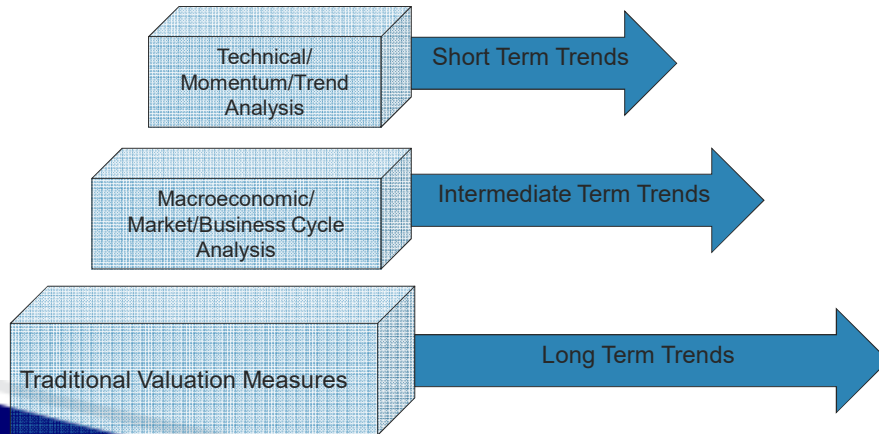 Technical/
Momentum/Trend
Analysis
Short Term Trends
Macroeconomic/
Market/Business Cycle
Analysis
Intermediate Term Trends
Traditional Valuation Measures
Long Term Trends